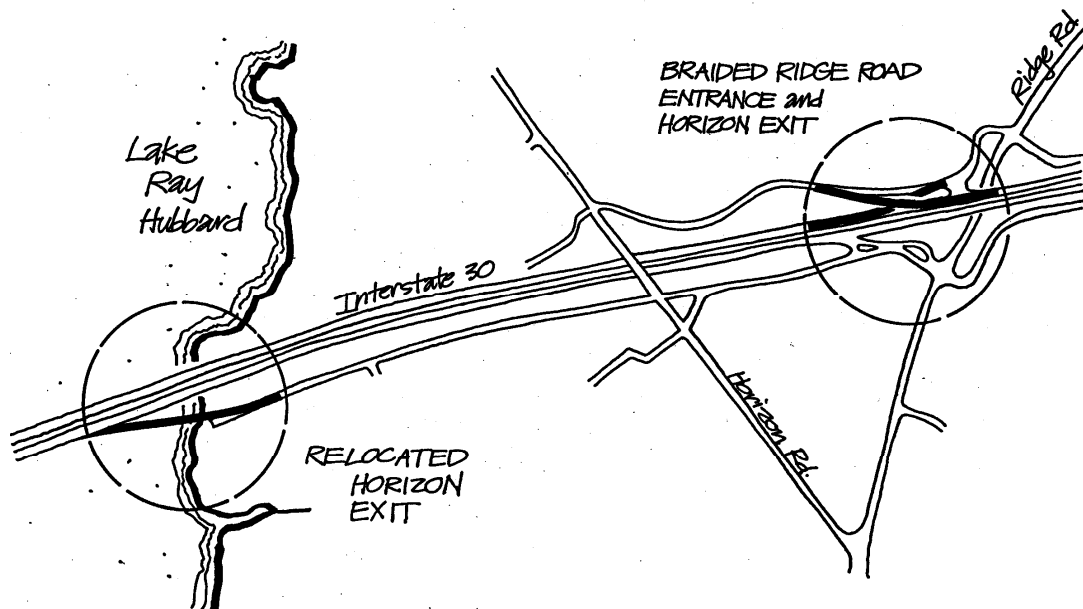 Ridge Rd.
BRAIDED RIDGE ROAD
ENTRANCE and
HORIZON EXIT
Lake
Ray
Hubbard
Interstate 30
Horizon Rd.
RELOCATED
HORIZON
EXIT